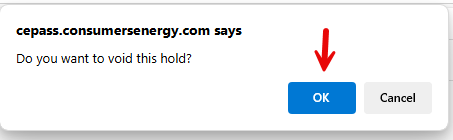 cepass.consumersenergy.com says
Do you want to void this hold?
OK
Cancel